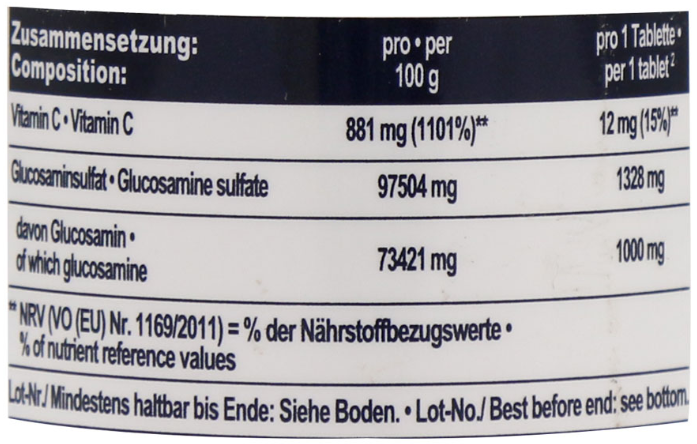 Zusammensetzung:
Composition:
pro • per
100 g
pro 1 Tablette •
per 1 tablet ²
Vitamin C • Vitamin C 881 mg (1101%)** 12 mg (15%)**
Glucosaminsulfat • Glucosamine sulfate 97504 mg 1328 mg
davon Glucosamin •
of which glucosamine 73421 mg 1000 mg
** NRV (VO (EU) Nr. 1169/2011) = % der Nährstoffbezugswerte •
% of nutrient reference values
Lot-Nr./ Mindestens haltbar bis Ende: Siehe Boden. • Lot-No./ Best before end: see bottom.